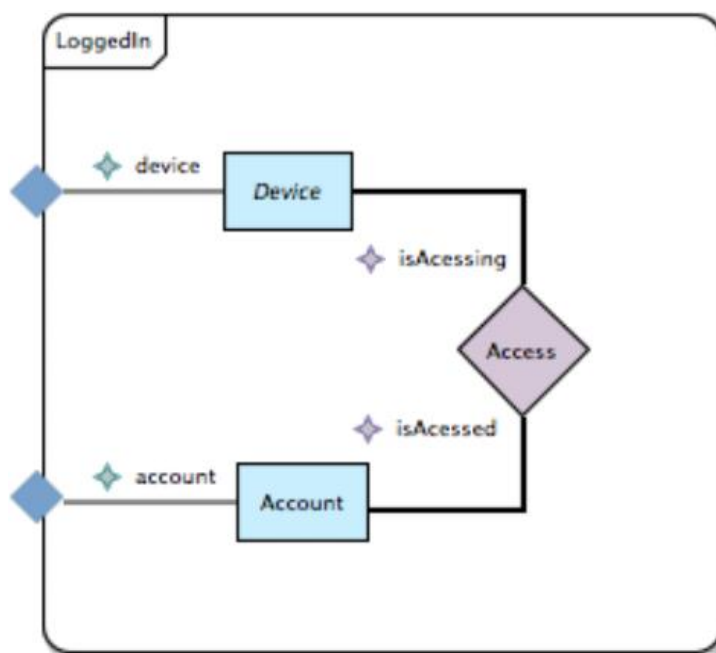 LoggedIn
device
Device
isAcessing
Access
isAcessed
account
Account